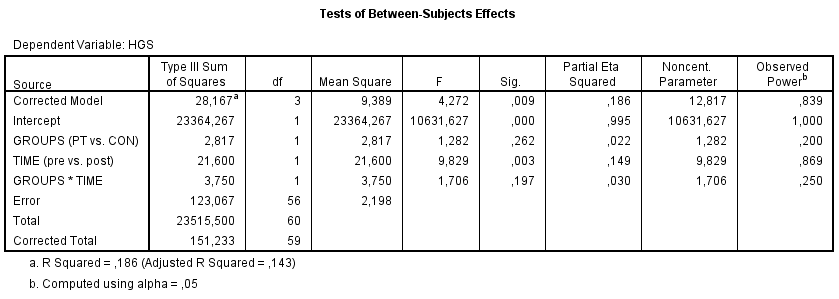 Tests of Between-Subjects Effects
Dependent Variable: HGS
Source Type III Sum of Squares df Mean Square F Sig. Partial Eta Squared Noncent. Parameter Observed Power^b
Corrected Model 28,167^a 3 9,389 4,272 ,009 ,186 12,817 ,839
Intercept 23364,267 1 23364,267 10631,627 ,000 ,995 10631,627 1,000
GROUPS (PT vs. CON) 2,817 1 2,817 1,282 ,262 ,022 1,282 ,200
TIME (pre vs. post) 21,600 1 21,600 9,829 ,003 ,149 9,829 ,869
GROUPS * TIME 3,750 1 3,750 1,706 ,197 ,030 1,706 ,250
Error 123,067 56 2,198
Total 23515,500 60
Corrected Total 151,233 59
a. R Squared = ,186 (Adjusted R Squared = ,143)
b. Computed using alpha = ,05